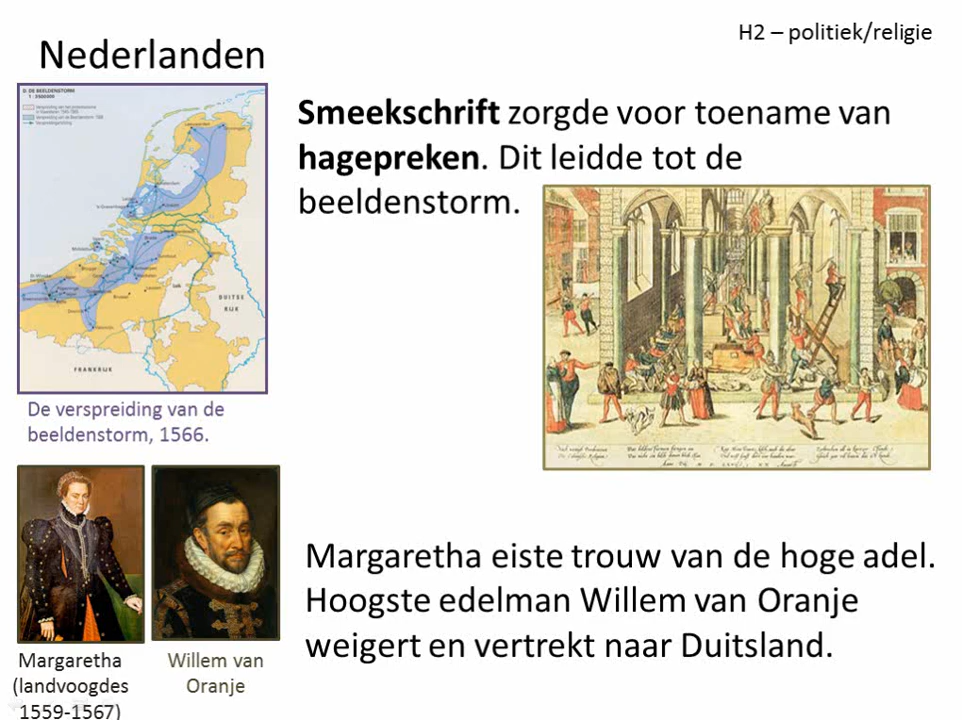 H2 – politiek/religie
Nederlanden
D. DE BEELDENSTORM
DUITSE
RIJK
FRANKRIJK
De verspreiding van de
beeldenstorm, 1566.
Smeekschrift zorgde voor toename van
hagepreken. Dit leidde tot de
beeldenstorm.
Margaretha
(landvoogdes
1559-1567)
Willem van
Oranje
Margaretha eiste trouw van de hoge adel.
Hoogste edelman Willem van Oranje
weigert en vertrekt naar Duitsland.